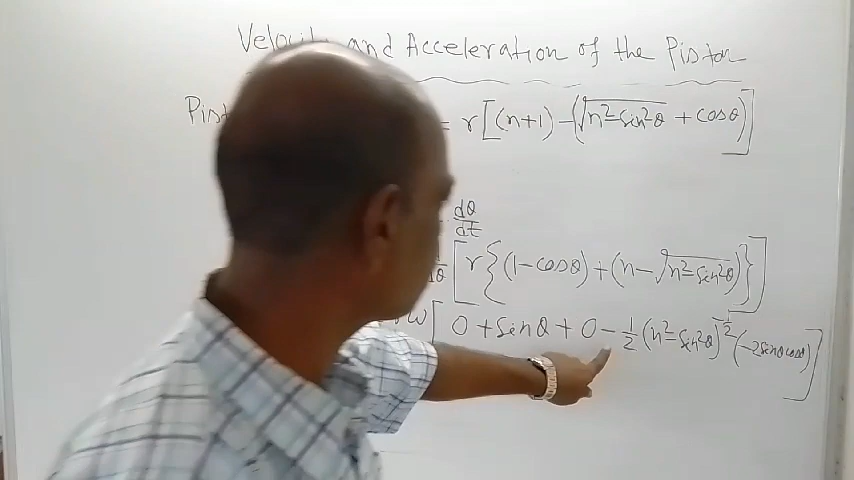 Velocity and Acceleration of the Piston
Pist = r[(n+1) - (√n²-sin²θ + cosθ)]
dθ/dt
[r{(1-cosθ) + (n - √n²-sin²θ)}]
ω[0 + sinθ + 0 - 1/2 (n²-sin²θ)^-1/2 (-2sinθcosθ)]